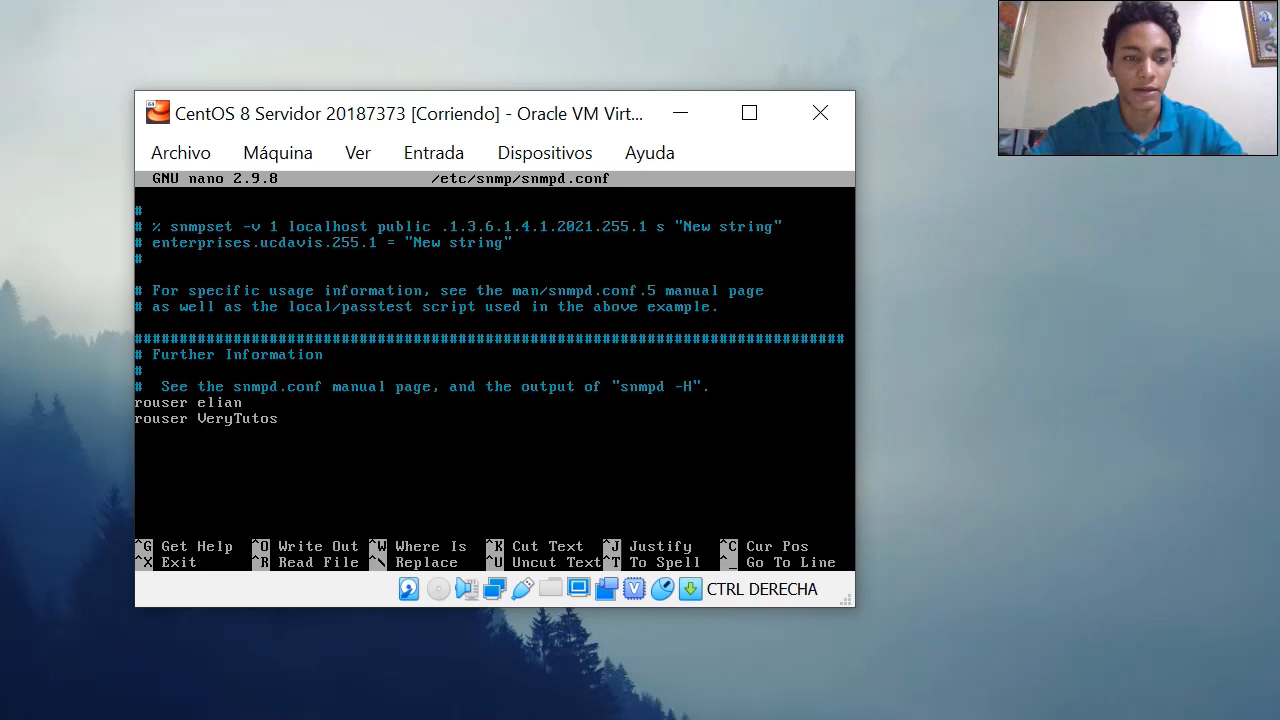 64
CentOS 8 Servidor 20187373 [Corriendo] - Oracle VM Virt...
Archivo Máquina Ver Entrada Dispositivos Ayuda
GNU nano 2.9.8 /etc/snmp/snmpd.conf
#
# % snmpset -v 1 localhost public .1.3.6.1.4.1.2021.255.1 s "New string"
# enterprises.ucdavis.255.1 = "New string"
#
# For specific usage information, see the man/snmpd.conf.5 manual page
# as well as the local/passtest script used in the above example.
###############################################################################
# Further Information
#
#  See the snmpd.conf manual page, and the output of "snmpd -H".
rouser elian
rouser VeryTutos
^G Get Help ^O Write Out ^W Where Is ^K Cut Text ^J Justify ^C Cur Pos
^X Exit ^R Read File ^\ Replace ^U Uncut Text ^T To Spell ^_ Go To Line
CTRL DERECHA